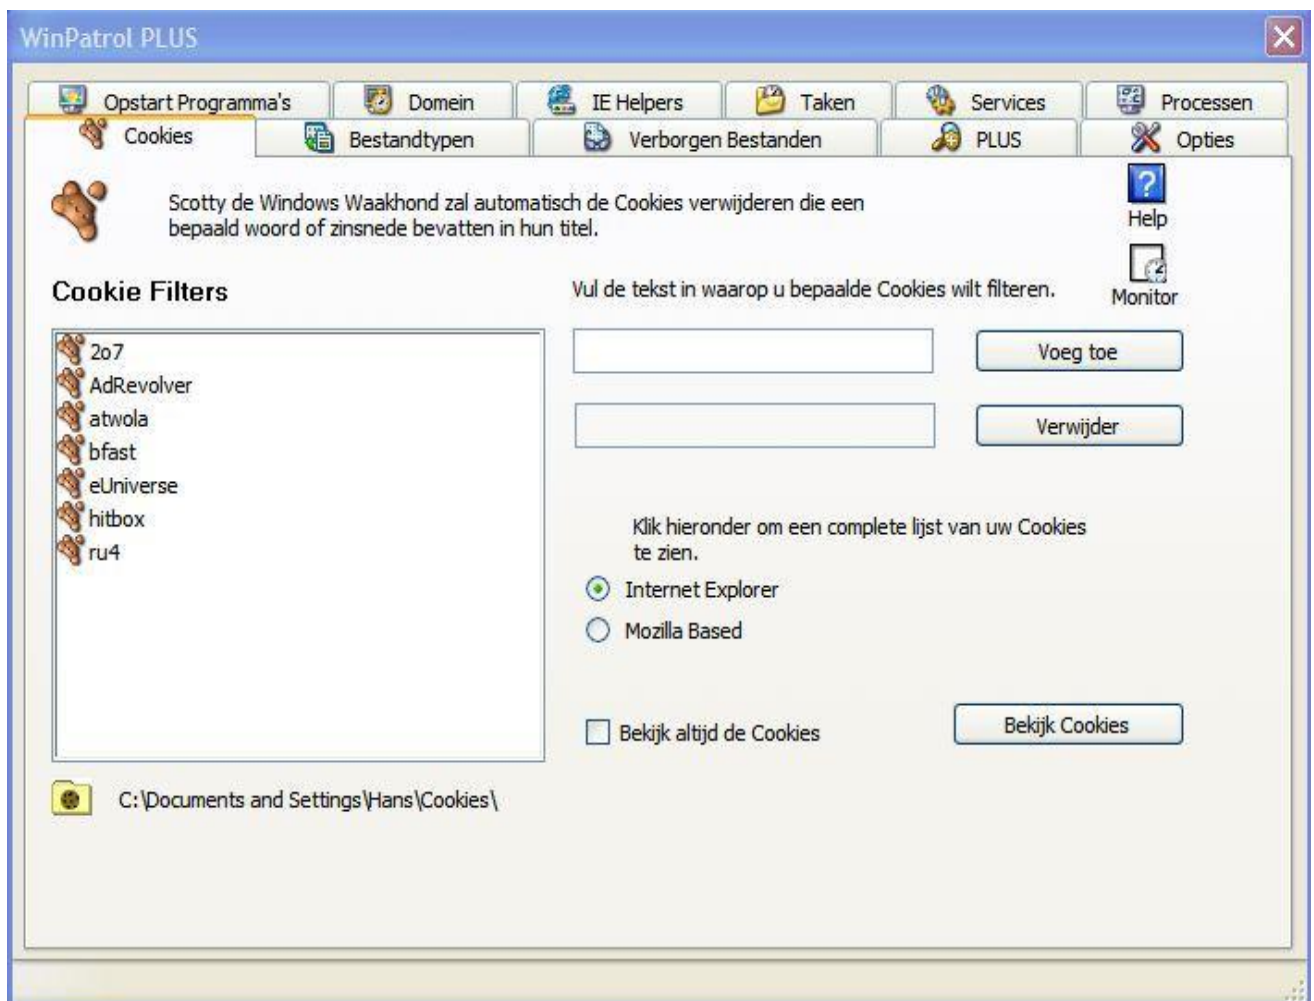 WinPatrol PLUS
Opstart Programma's
Domein
IE Helpers
Taken
Services
Processen
Cookies
Bestandtypen
Verborgen Bestanden
PLUS
Opties
Scotty de Windows Waakhond zal automatisch de Cookies verwijderen die een
bepaald woord of zinsnede bevatten in hun titel.
Help
Monitor
Cookie Filters
Vul de tekst in waarop u bepaalde Cookies wilt filteren.
2o7
AdRevolver
atwola
bfast
eUniverse
hitbox
ru4
Voeg toe
Verwijder
Klik hieronder om een complete lijst van uw Cookies
te zien.
Internet Explorer
Mozilla Based
Bekijk altijd de Cookies
Bekijk Cookies
C:\Documents and Settings\Hans\Cookies\